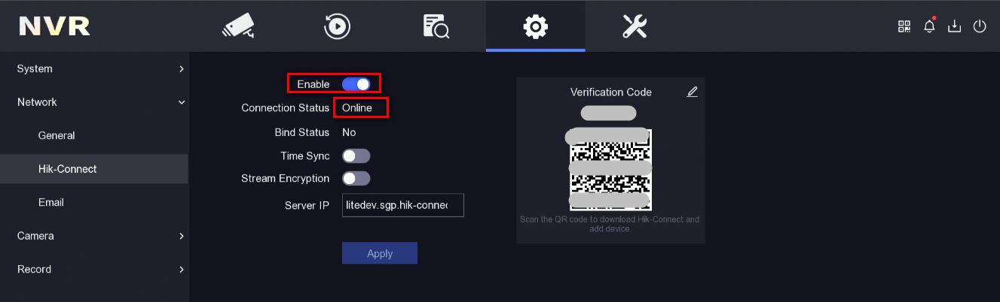 NVR
System
Network
General
Hik-Connect
Email
Camera
Record
Enable
Connection Status Online
Bind Status No
Time Sync
Stream Encryption
Server IP litedev.sgp.hik-connec
Apply
Verification Code
Scan the QR code to download Hik-Connect and
add device.